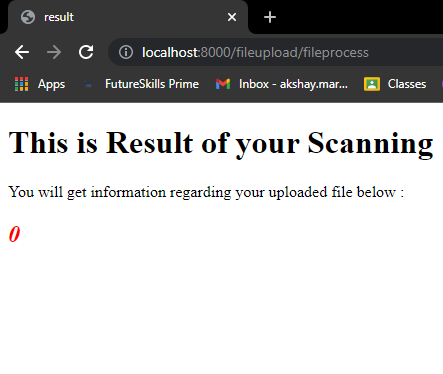 result
localhost:8000/fileupload/fileprocess
Apps FutureSkills Prime Inbox - akshay.mar... Classes
This is Result of your Scanning
You will get information regarding your uploaded file below :
0